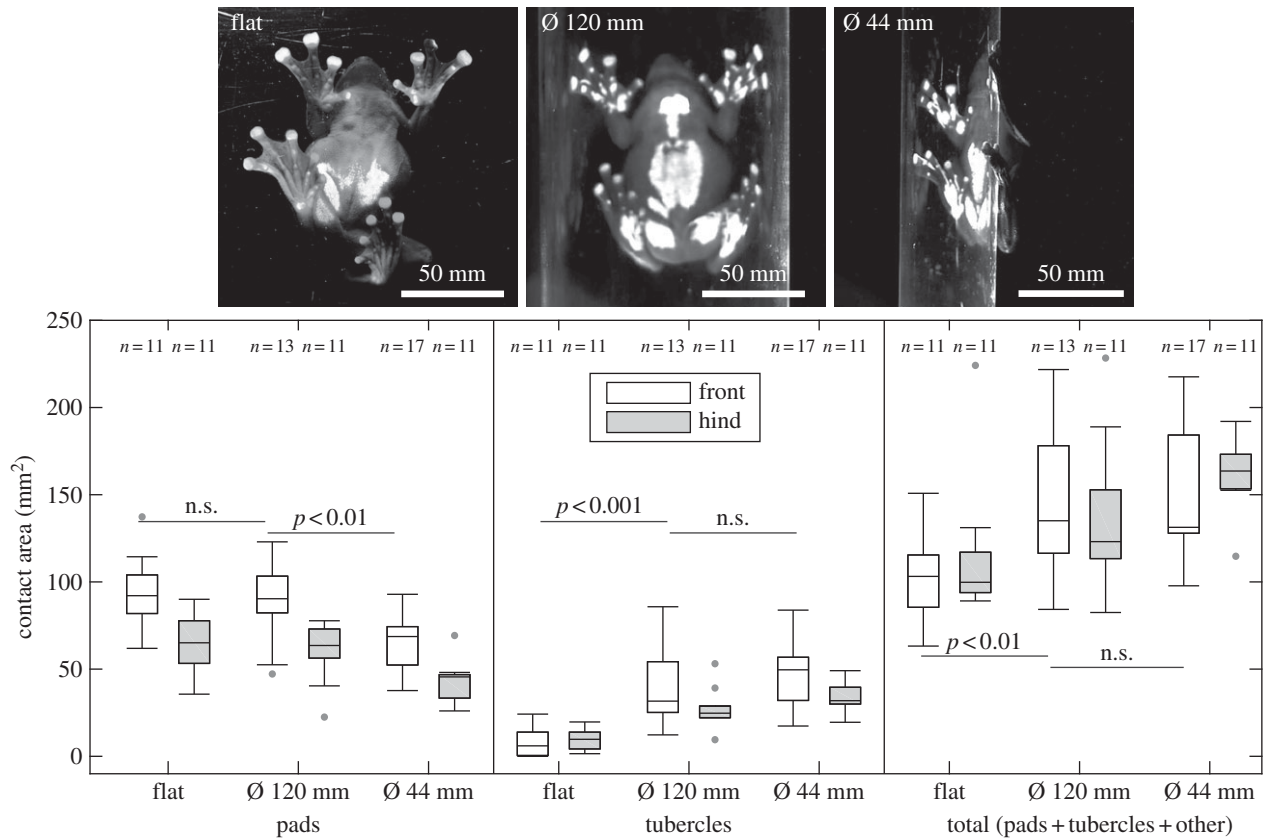 flat Ø 120 mm Ø 44 mm
50 mm 50 mm 50 mm
250
n=11 n=11 n=13 n=11 n=17 n=11 n=11 n=11 n=13 n=11 n=17 n=11 n=11 n=11 n=13 n=11 n=17 n=11
front
hind
200
150
n.s. p<0.01 p<0.001 n.s.
100
p<0.01 n.s.
50
0
contact area (mm²)
flat Ø 120 mm Ø 44 mm flat Ø 120 mm Ø 44 mm flat Ø 120 mm Ø 44 mm
pads tubercles total (pads+tubercles+other)